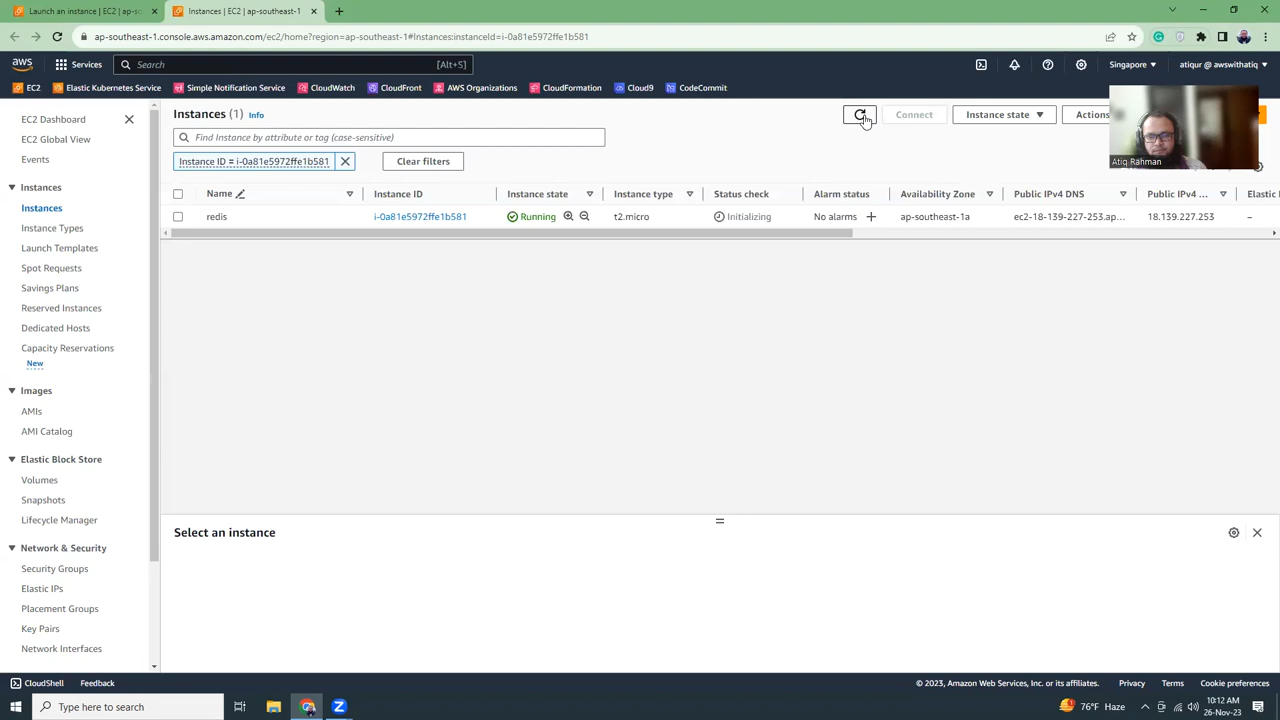 Launch an instance | EC2 | ap-sc
Instances | EC2 | ap-southeast-1
ap-southeast-1.console.aws.amazon.com/ec2/home?region=ap-southeast-1#Instances:instanceId=i-0a81e5972ffe1b581
aws Services Search [Alt+S] Singapore atiqur @ awswithatiq
EC2 Elastic Kubernetes Service Simple Notification Service CloudWatch CloudFront AWS Organizations CloudFormation Cloud9 CodeCommit
EC2 Dashboard
EC2 Global View
Events
Instances
Instances
Instance Types
Launch Templates
Spot Requests
Savings Plans
Reserved Instances
Dedicated Hosts
Capacity Reservations
New
Images
AMIs
AMI Catalog
Elastic Block Store
Volumes
Snapshots
Lifecycle Manager
Network & Security
Security Groups
Elastic IPs
Placement Groups
Key Pairs
Network Interfaces
Instances (1) Info
Connect Instance state Actions
Atiq Rahman
Find Instance by attribute or tag (case-sensitive)
Instance ID = i-0a81e5972ffe1b581 Clear filters
Name Instance ID Instance state Instance type Status check Alarm status Availability Zone Public IPv4 DNS Public IPv4 ... Elastic
redis i-0a81e5972ffe1b581 Running t2.micro Initializing No alarms + ap-southeast-1a ec2-18-139-227-253.ap... 18.139.227.253 –
Select an instance
CloudShell Feedback © 2023, Amazon Web Services, Inc. or its affiliates. Privacy Terms Cookie preferences
Type here to search 76°F Haze 10:12 AM
26-Nov-23